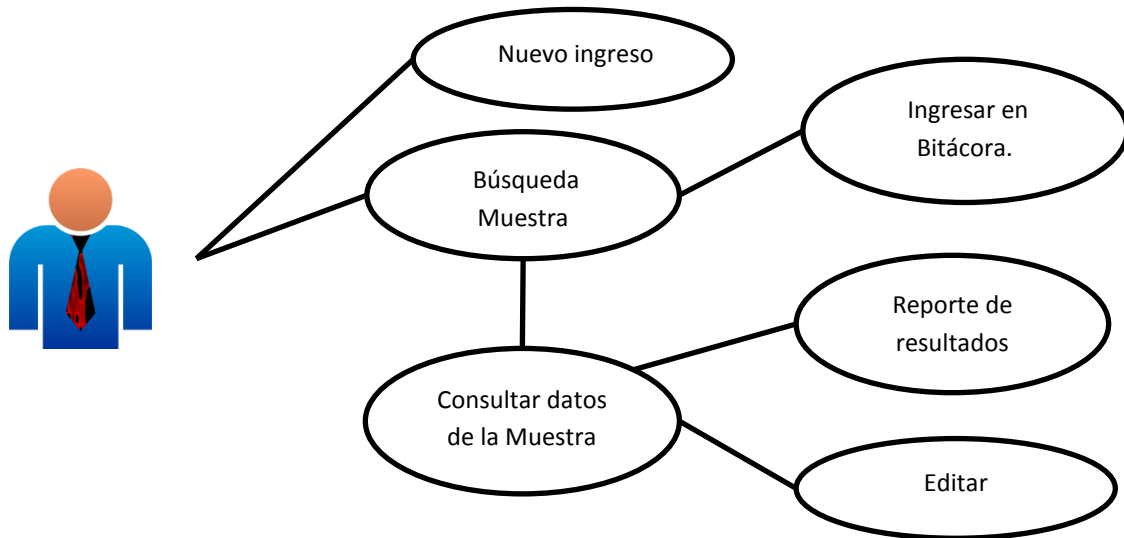 Nuevo ingreso
Ingresar en
Bitácora.
Búsqueda
Muestra
Reporte de
resultados
Consultar datos
de la Muestra
Editar